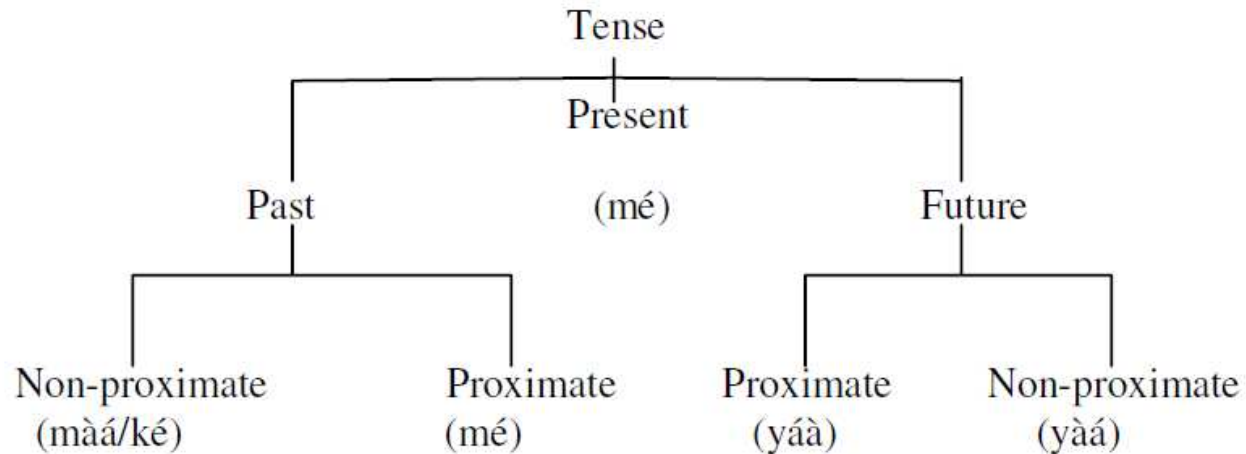 Tense
Present
Past (mé) Future
Non-proximate Proximate Proximate Non-proximate
(màá/ké) (mé) (yáà) (yàá)